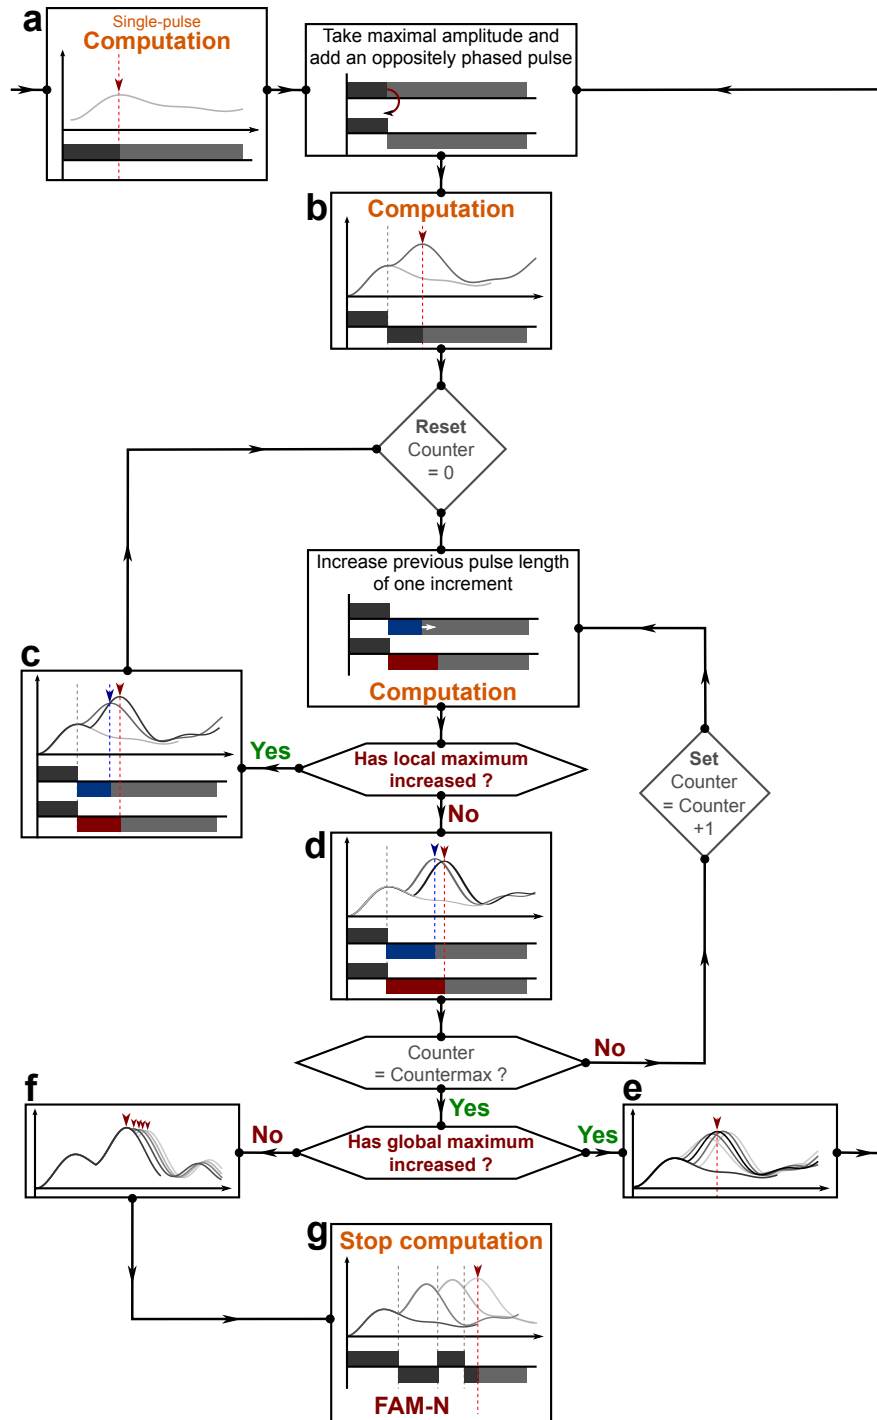 a
Single-pulse
Computation
Take maximal amplitude and
add an oppositely phased pulse
b
Computation
Reset
Counter
= 0
Increase previous pulse length
of one increment
Computation
c
Yes
Has local maximum
increased ?
No
Set
Counter
= Counter
+1
d
Counter
= Countermax ?
No
Yes
f
e
No
Has global maximum
increased ?
Yes
g
Stop computation
FAM-N